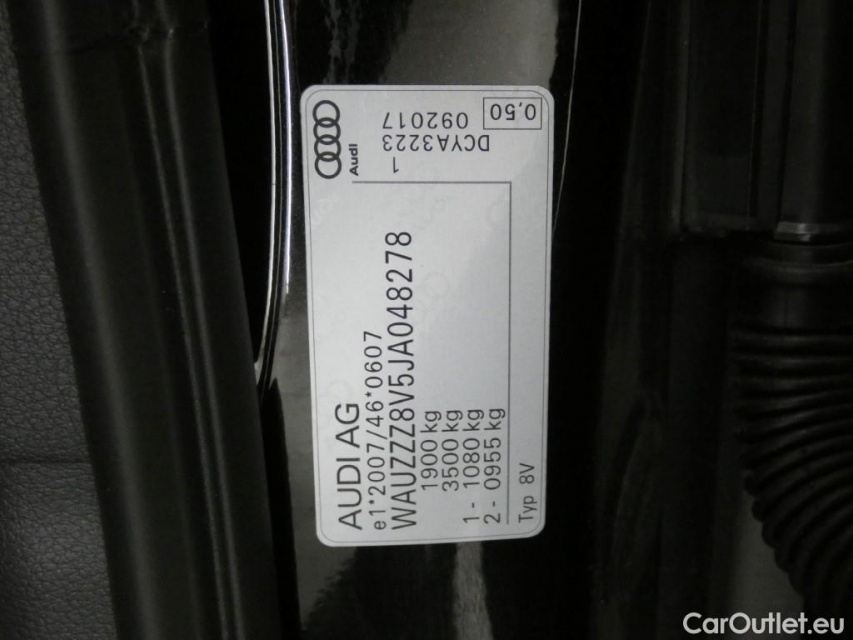 AUDI AG
e1*2007/46*0607
WAUZZZ8V5JA048278
1900 kg
3500 kg
1 - 1080 kg
2 - 0955 kg
Typ 8V
Audi
1
DCYA3223
092017
0,50
CarOutlet.eu